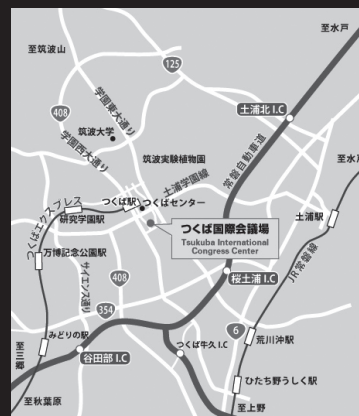 至水戸
至筑波山
125
408
学園東大通り
土浦北I.C
筑波大学
学園西大通り
常磐自動車道
筑波実験植物園
至水戸
土浦学園線
つくばエクスプレス
つくば駅
つくばセンター
土浦駅
研究学園駅
つくば国際会議場
Tsukuba International
Congress Center
万博記念公園駅
JR常磐線
サイエンス通り
408
桜土浦I.C
354
6
みどりの駅
荒川沖駅
至三郷
谷田部I.C
つくば牛久I.C
ひたち野うしく駅
至秋葉原
至上野